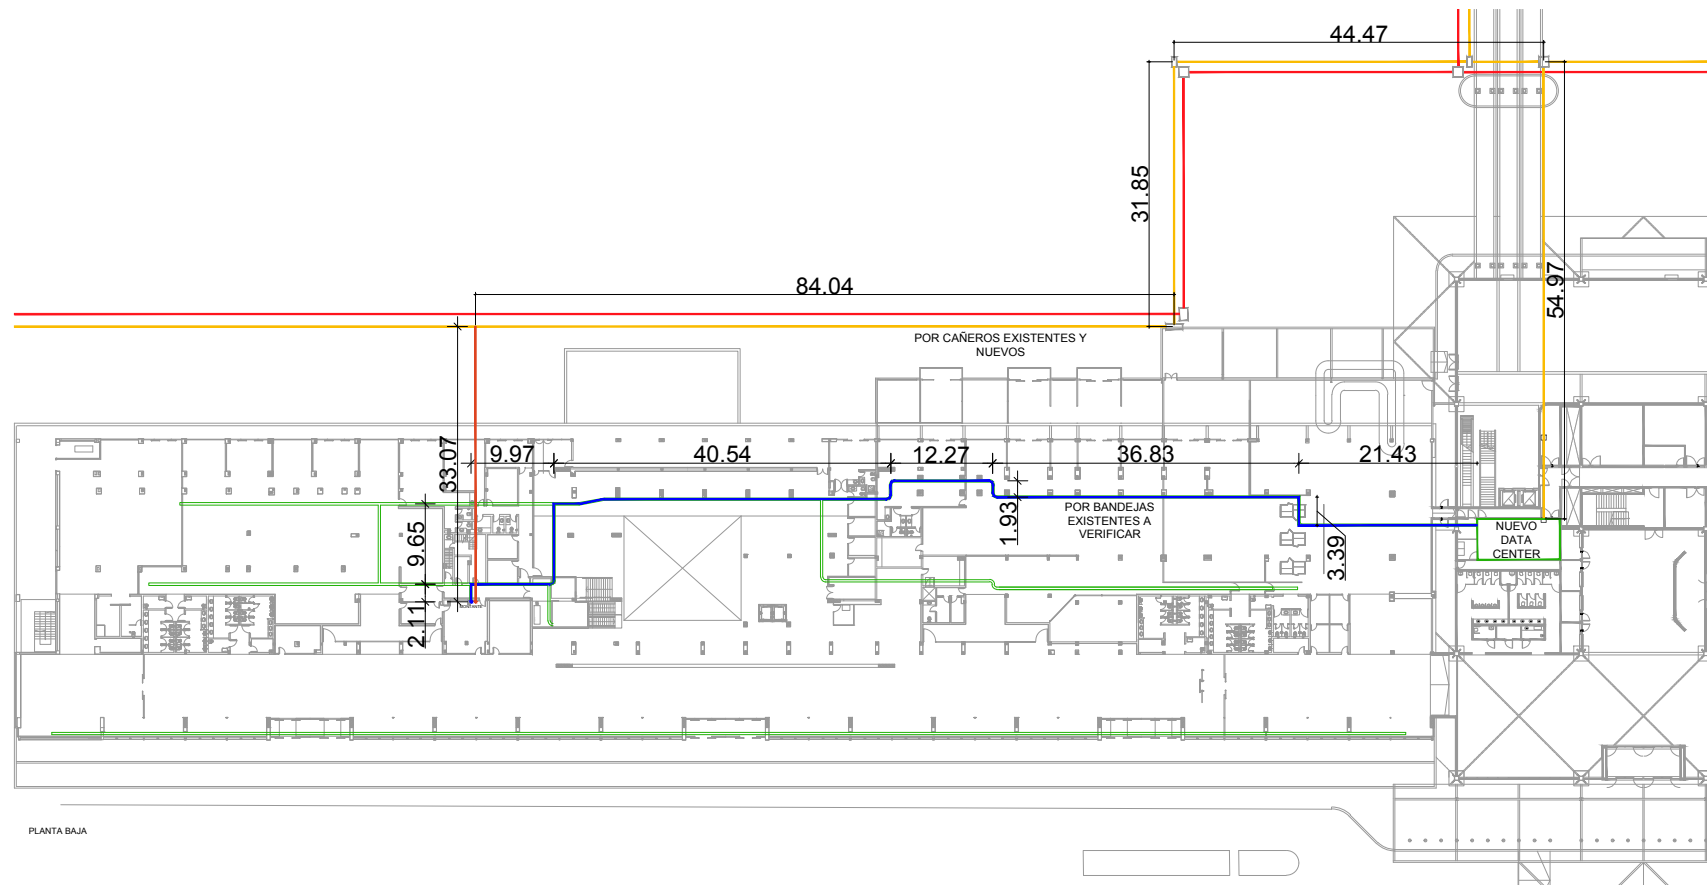 44.47
31.85
84.04
54.97
POR CAÑEROS EXISTENTES Y
NUEVOS
33.07
9.97
40.54
12.27
36.83
21.43
1.93
POR BANDEJAS
EXISTENTES A
VERIFICAR
3.39
NUEVO
DATA
CENTER
9.65
2.11
MONTANTE
PLANTA BAJA